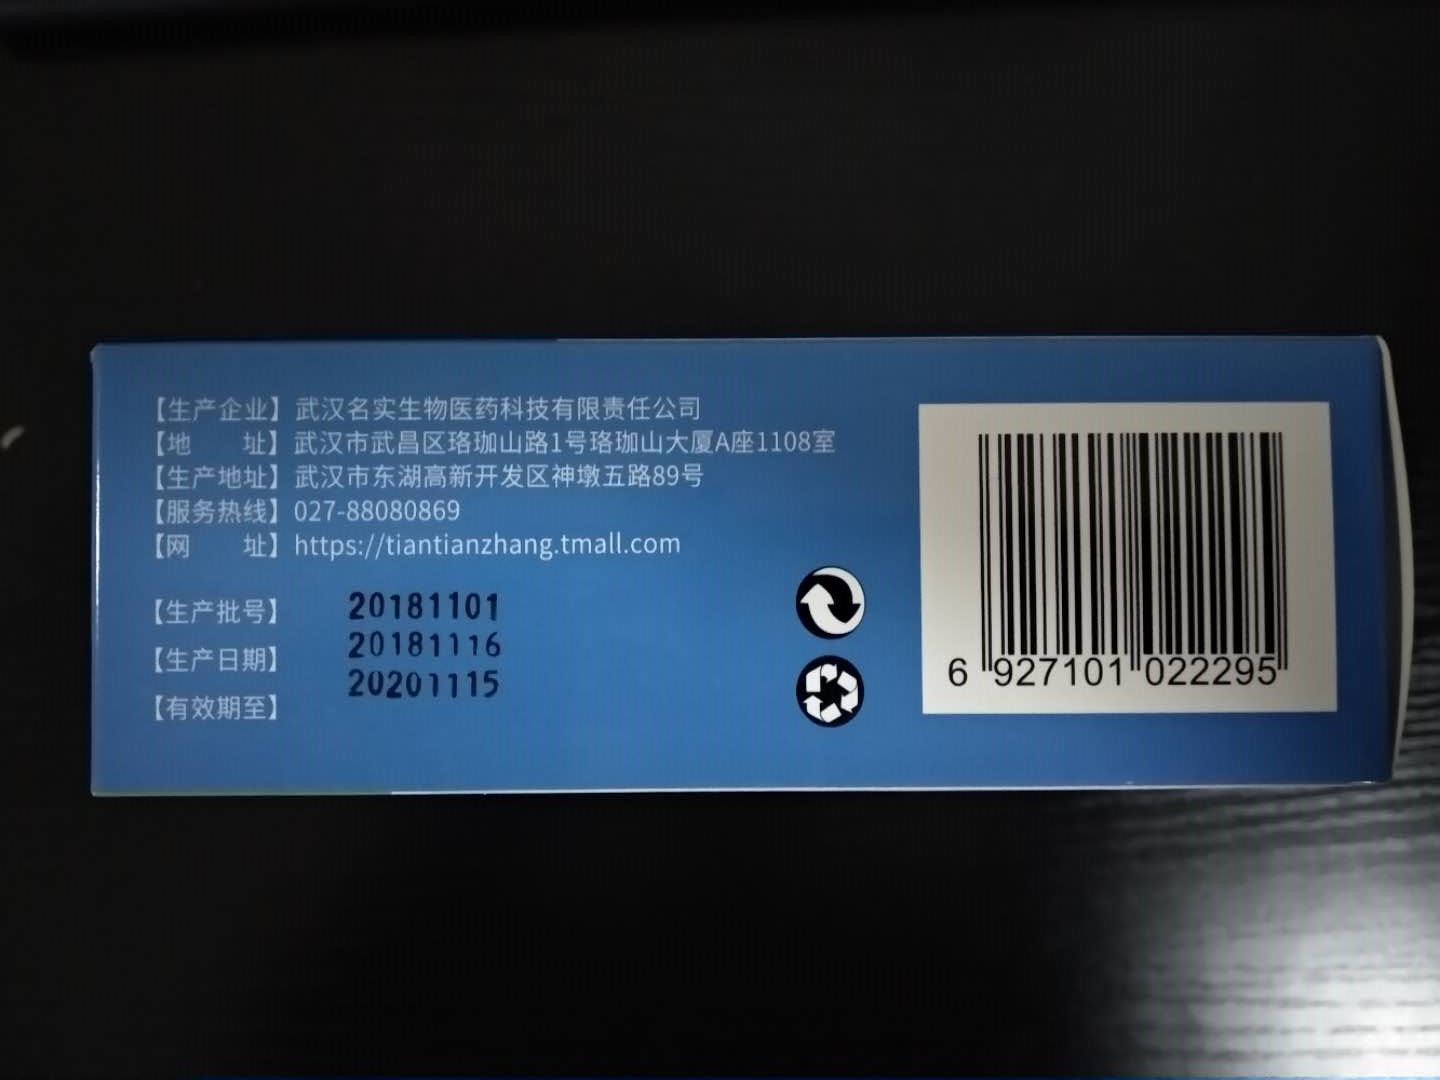 【生产企业】武汉名实生物医药科技有限责任公司
【地 址】武汉市武昌区珞珈山路1号珞珈山大厦A座1108室
【生产地址】武汉市东湖高新开发区神墩五路89号
【服务热线】027-88080869
【网 址】https://tiantianzhang.tmall.com
【生产批号】 20181101
【生产日期】 20181116
【有效期至】 20201115
6 927101 022295